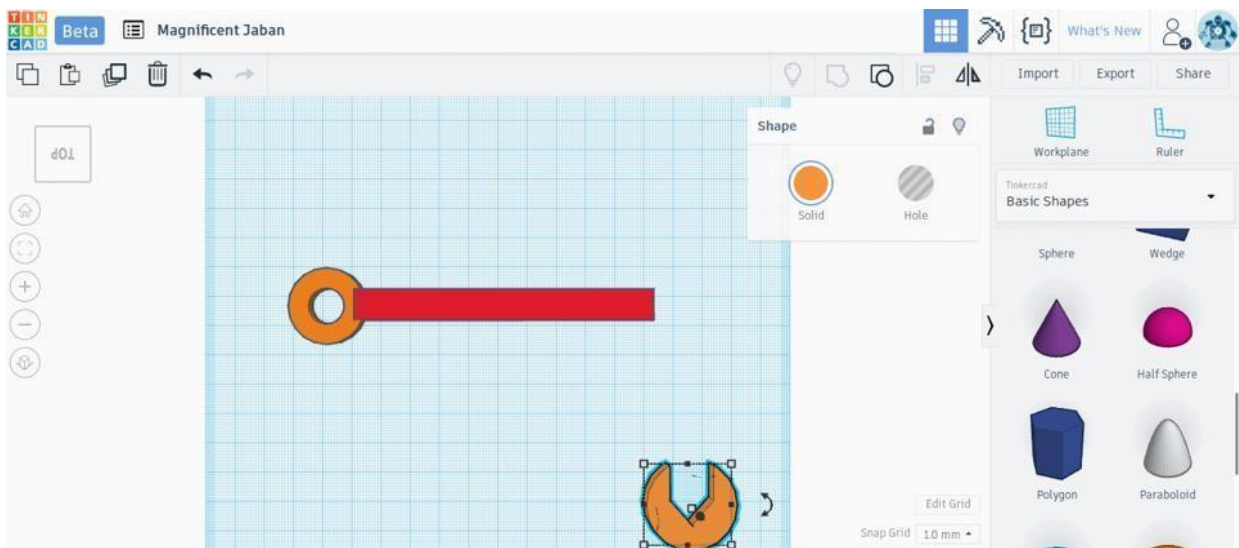 TIN
KER
CAD
Beta
Magnificent Jaban
What's New
Import
Export
Share
TOP
Shape
Solid
Hole
Workplane
Ruler
Tinkercad
Basic Shapes
Sphere
Wedge
Cone
Half Sphere
Polygon
Paraboloid
Edit Grid
Snap Grid 1.0 mm